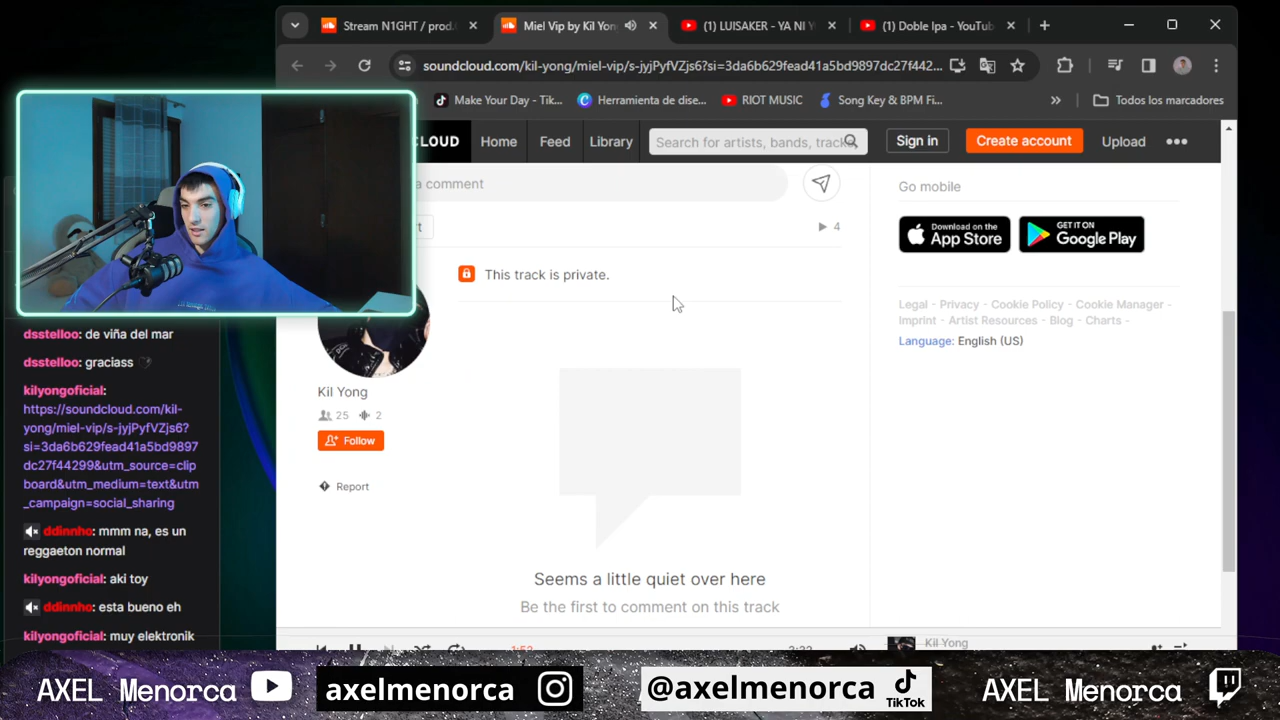 Stream N1GHT / prod.
Miel Vip by Kil Yong
(1) LUISAKER - YA NI
(1) Doble Ipa - YouTub
soundcloud.com/kil-yong/miel-vip/s-jyjPyfVZjs6?si=3da6b629fead41a5bd9897dc27f442...
Make Your Day - Tik...
Herramienta de dise...
RIOT MUSIC
Song Key & BPM Fi...
Todos los marcadores
CLOUD
Home
Feed
Library
Search for artists, bands, track
Sign in
Create account
Upload
a comment
Go mobile
4
Download on the
App Store
GET IT ON
Google Play
This track is private.
Legal - Privacy - Cookie Policy - Cookie Manager -
Imprint - Artist Resources - Blog - Charts -
Language: English (US)
Kil Yong
25 2
Follow
Report
Seems a little quiet over here
Be the first to comment on this track
1:52
3:32
Kil Yong
dsstelloo: de viña del mar
dsstelloo: graciass
kilyongoficial:
https://soundcloud.com/kil-
yong/miel-vip/s-jyjPyfVZjs6?
si=3da6b629fead41a5bd9897
dc27f44299&utm_source=clip
board&utm_medium=text&utm
_campaign=social_sharing
ddinnho: mmm na, es un
reggaeton normal
kilyongoficial: aki toy
ddinnho: esta bueno eh
kilyongoficial: muy elektronik
AXEL Menorca
axelmenorca
@axelmenorca
TikTok
AXEL Menorca